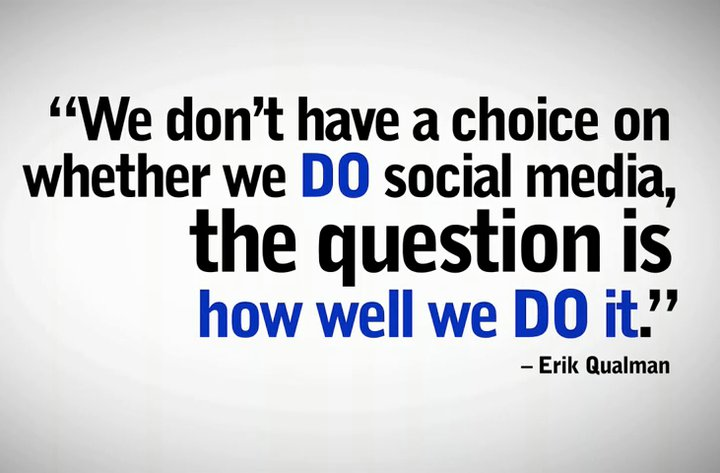 “We don’t have a choice on
whether we DO social media,
the question is
how well we DO it.”
– Erik Qualman